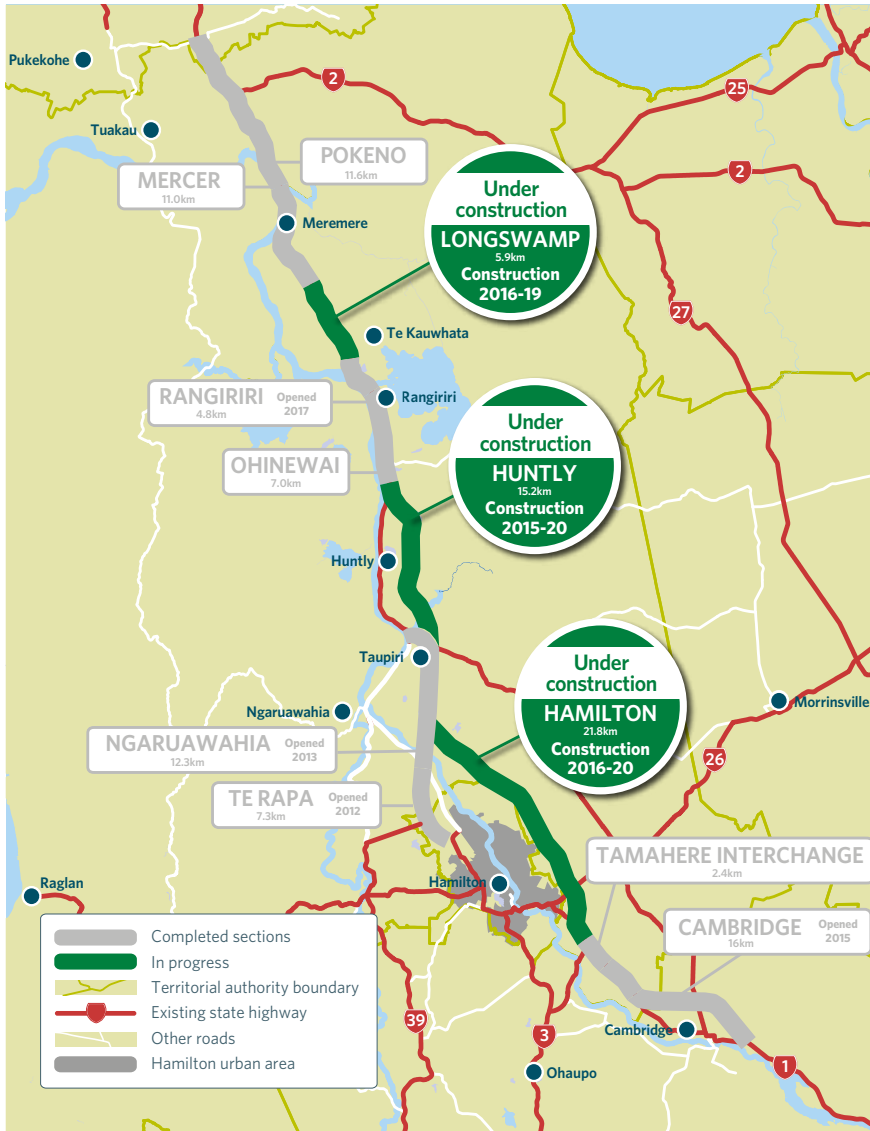 Pukekohe
2
25
Tuakau
POKENO
11.6km
MERCER
11.0km
2
Meremere
Under
construction
LONGSWAMP
5.9km
Construction
2016-19
27
Te Kauwhata
RANGIRIRI Opened
4.8km 2017
Rangiriri
OHINEWAI
7.0km
Under
construction
HUNTLY
15.2km
Construction
2015-20
Huntly
Taupiri
Under
construction
HAMILTON
21.8km
Construction
2016-20
Ngaruawahia
Morrinsville
NGARUAWAHIA Opened
12.3km 2013
26
TE RAPA Opened
7.3km 2012
TAMAHERE INTERCHANGE
2.4km
Raglan
Hamilton
CAMBRIDGE Opened
16km 2015
Completed sections
In progress
Territorial authority boundary
Existing state highway
Other roads
Hamilton urban area
39
3
Cambridge
1
Ohaupo